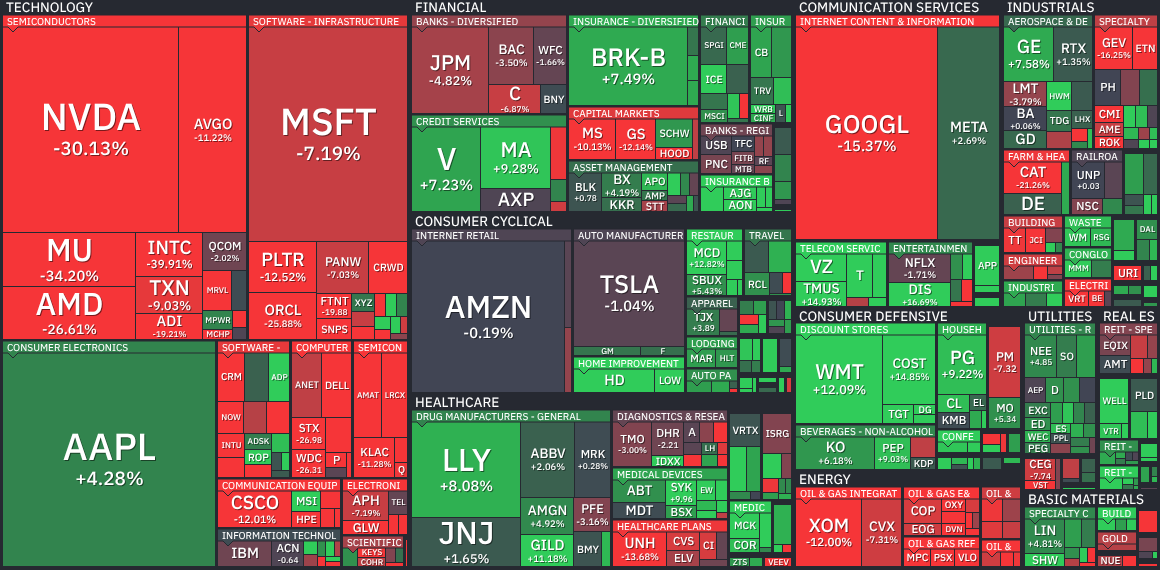 TECHNOLOGY
SEMICONDUCTORS
NVDA
-30.13%
AVGO
-11.22%
MU
-34.20%
AMD
-26.61%
INTC
-39.91%
TXN
-9.03%
ADI
-19.21%
QCOM
-2.02%
MRVL
MPWR
MCHP
SOFTWARE - INFRASTRUCTURE
MSFT
-7.19%
PLTR
-12.52%
PANW
-7.03%
CRWD
ORCL
-25.88%
FTNT
-19.88
XYZ
SNPS
CONSUMER ELECTRONICS
AAPL
+4.28%
SOFTWARE -
CRM
ADP
NOW
INTU
ADSK
ROP
COMPUTER
ANET
DELL
STX
-26.98
WDC
-26.31
P
SEMICON
AMAT
LRCX
KLAC
-11.28%
Q
COMMUNICATION EQUIP
CSCO
-12.01%
MSI
HPE
ELECTRONI
APH
-7.19%
TEL
GLW
INFORMATION TECHNOL
IBM
ACN
-0.64
SCIENTIFIC
KEYS
COHR
FINANCIAL
BANKS - DIVERSIFIED
JPM
-4.82%
BAC
-3.50%
WFC
-1.66%
C
-6.87%
BNY
CREDIT SERVICES
V
+7.23%
MA
+9.28%
AXP
INSURANCE - DIVERSIFIED
BRK-B
+7.49%
CAPITAL MARKETS
MS
-10.13%
GS
-12.14%
SCHW
HOOD
ASSET MANAGEMENT
BLK
+0.78
BX
+4.19%
KKR
APO
AMP
STT
FINANCI
SPGI
CME
ICE
MSCI
INSUR
CB
TRV
WRB
CINF
L
BANKS - REGI
USB
TFC
PNC
FITB
RF
MTB
INSURANCE B
AJG
AON
CONSUMER CYCLICAL
INTERNET RETAIL
AMZN
-0.19%
AUTO MANUFACTURER
TSLA
-1.04%
GM
F
HOME IMPROVEMENT
HD
LOW
RESTAUR
MCD
+12.82%
SBUX
+5.43%
TRAVEL
RCL
APPAREL
TJX
+3.89
LODGING
MAR
HLT
AUTO PA
HEALTHCARE
DRUG MANUFACTURERS - GENERAL
LLY
+8.08%
JNJ
+1.65%
ABBV
+2.06%
MRK
+0.28%
AMGN
+4.92%
PFE
-3.16%
GILD
+11.18%
BMY
DIAGNOSTICS & RESEA
TMO
-3.00%
DHR
-2.21
A
IDXX
LH
MEDICAL DEVICES
ABT
SYK
+9.96
EW
MDT
BSX
HEALTHCARE PLANS
UNH
-13.68%
CVS
CI
ELV
VRTX
ISRG
MEDIC
MCK
COR
ZTS
VEEV
COMMUNICATION SERVICES
INTERNET CONTENT & INFORMATION
GOOGL
-15.37%
META
+2.69%
TELECOM SERVIC
VZ
T
TMUS
+14.93%
ENTERTAINMEN
NFLX
-1.71%
DIS
+16.69%
APP
INDUSTRIALS
AEROSPACE & DE
GE
+7.58%
RTX
+1.35%
LMT
-3.79%
HWM
BA
+0.06%
TDG
LHX
GD
SPECIALTY
GEV
-16.25%
ETN
PH
CMI
AME
ROK
FARM & HEA
CAT
-21.26%
DE
RAILROA
UNP
+0.03
NSC
BUILDING
TT
JCI
WASTE
WM
RSG
DAL
ENGINEER
CONGLO
MMM
URI
INDUSTRI
ELECTRI
VRT
BE
CONSUMER DEFENSIVE
DISCOUNT STORES
WMT
+12.09%
COST
+14.85%
TGT
DG
HOUSEH
PG
+9.22%
CL
EL
KMB
PM
-7.32
MO
+5.34
BEVERAGES - NON-ALCOHOL
KO
+6.18%
PEP
+9.03%
KDP
CONFE
ENERGY
OIL & GAS INTEGRAT
XOM
-12.00%
CVX
-7.31%
OIL & GAS E&
COP
OXY
EOG
DVN
OIL &
OIL & GAS REF
MPC
PSX
VLO
OIL &
UTILITIES
UTILITIES - R
NEE
+4.85
SO
AEP
D
EXC
ED
ES
WEC
PPL
PEG
CEG
-7.74
VST
REAL ES
REIT - SPE
EQIX
AMT
WELL
PLD
VTR
REIT -
REIT -
BASIC MATERIALS
SPECIALTY C
LIN
+4.81%
SHW
BUILD
GOLD
NUE